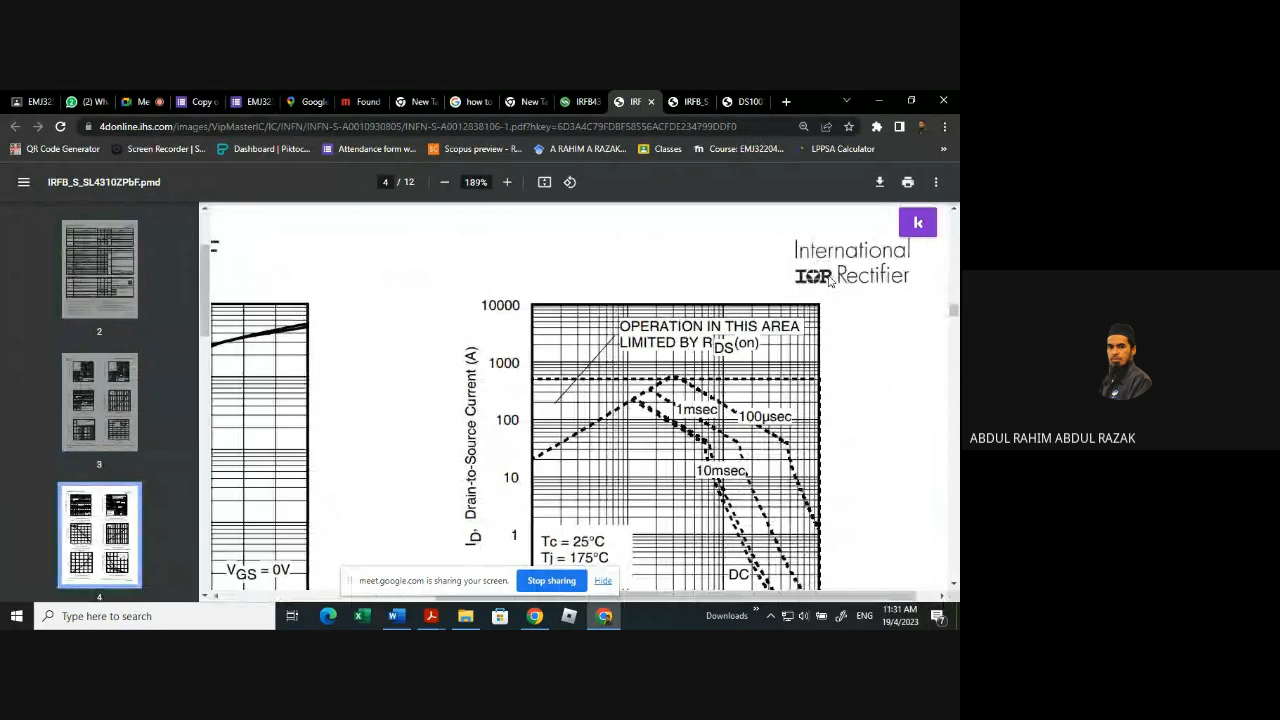 EMJ32
(2) Wh
Me
Copy o
EMJ32
Google
Found
New Ta
how to
New Ta
IRFB43
IRF
IRFB_S
DS100
4donline.ihs.com/images/VipMasterIC/IC/INFN/INFN-S-A0010930805/INFN-S-A0012838106-1.pdf?hkey=6D3A4C79FDBF58556ACFDE234799DDF0
QR Code Generator
Screen Recorder | S...
Dashboard | Piktoc...
Attendance form w...
Scopus preview - R...
A RAHIM A RAZAK...
Classes
Course: EMJ32204...
LPPSA Calculator
»
IRFB_S_SL4310ZPbF.pmd
4 / 12
189%
k
International
IOR Rectifier
10000
OPERATION IN THIS AREA
LIMITED BY RDS(on)
1000
1msec
100µsec
100
10msec
10
1
ID, Drain-to-Source Current (A)
Tc = 25°C
Tj = 175°C
VGS = 0V
DC
2
3
4
meet.google.com is sharing your screen.
Stop sharing
Hide
Type here to search
Downloads
»
ENG
11:31 AM
19/4/2023
7
ABDUL RAHIM ABDUL RAZAK